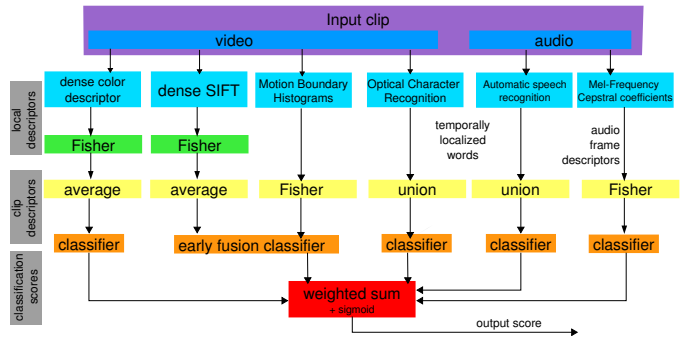 Input clip
video
audio
dense color
descriptor
dense SIFT
Motion Boundary
Histograms
Optical Character
Recognition
Automatic speech
recognition
Mel-Frequency
Cepstral coefficients
local
descriptors
temporally
localized
words
audio
frame
descriptors
Fisher
Fisher
clip
descriptors
average
average
Fisher
union
union
Fisher
classifier
early fusion classifier
classifier
classifier
classifier
classification
scores
weighted sum
+ sigmoid
output score